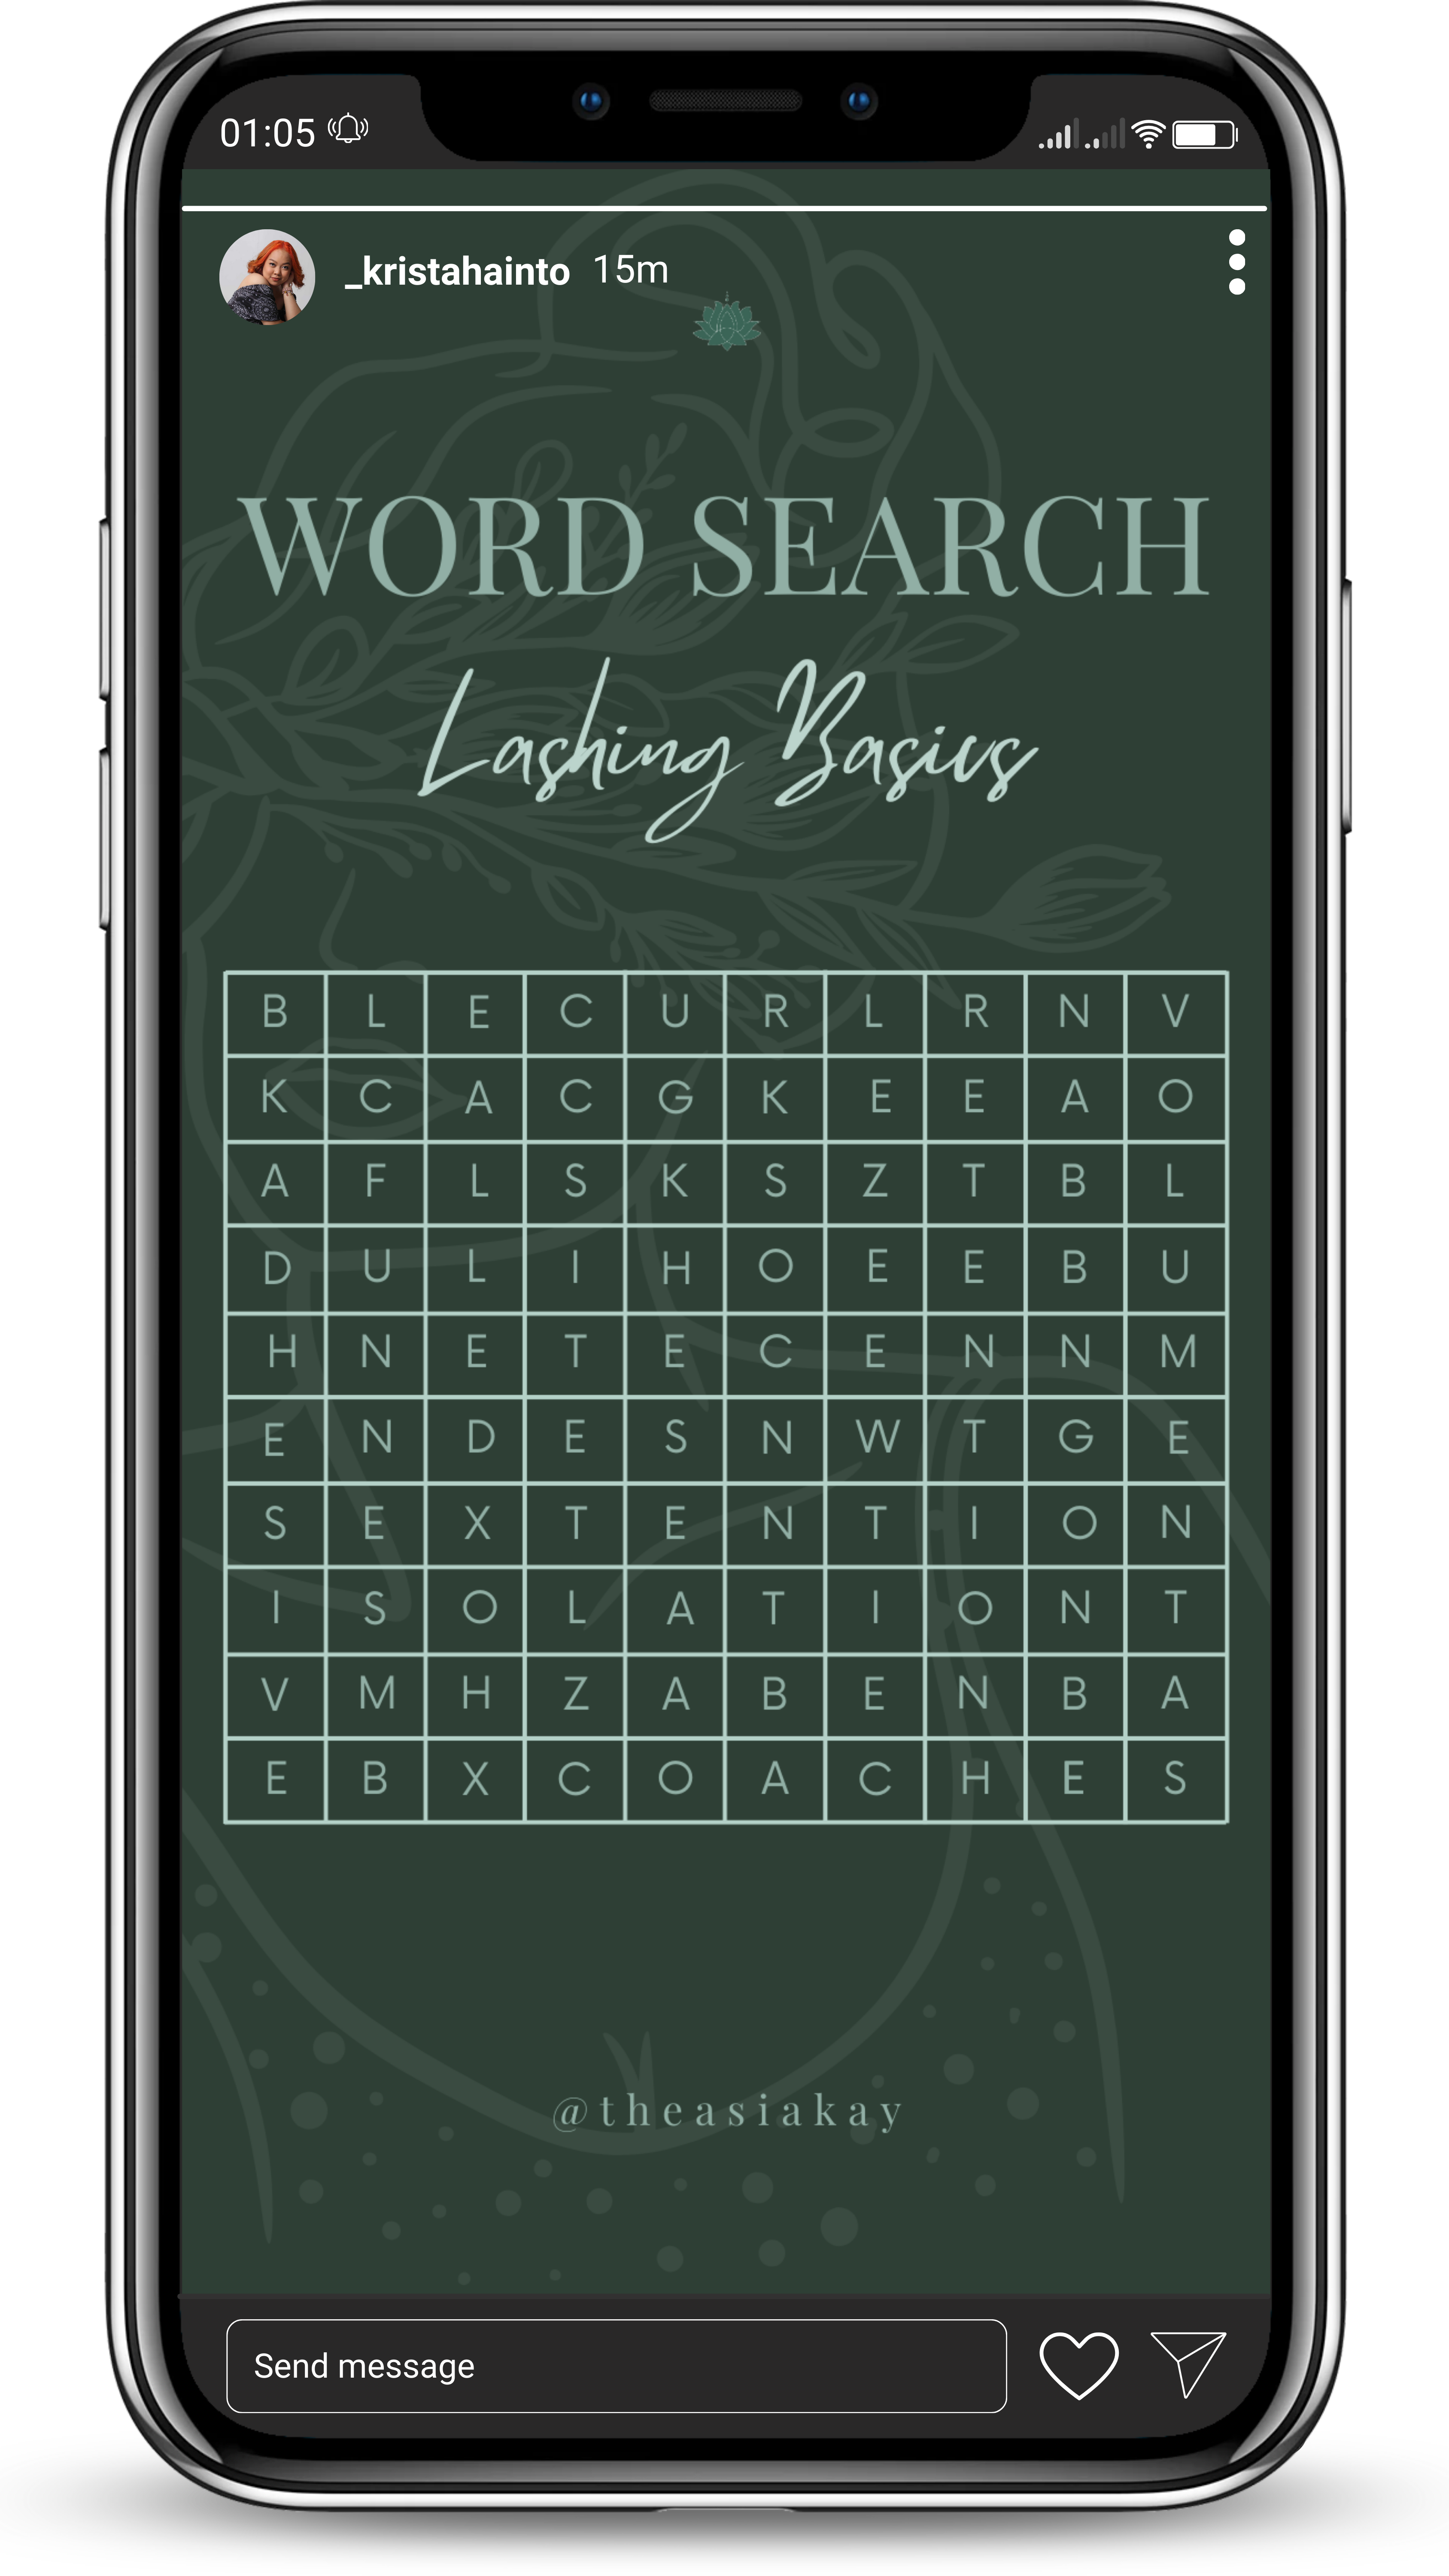 01:05
_kristahainto 15m
WORD SEARCH
Lashing Basics
B L E C U R L R N V
K C A C G K E E A O
A F L S K S Z T B L
D U L I H O E E B U
H N E T E C E N N M
E N D E S N W T G E
S E X T E N T I O N
I S O L A T I O N T
V M H Z A B E N B A
E B X C O A C H E S
@theasiakay
Send message